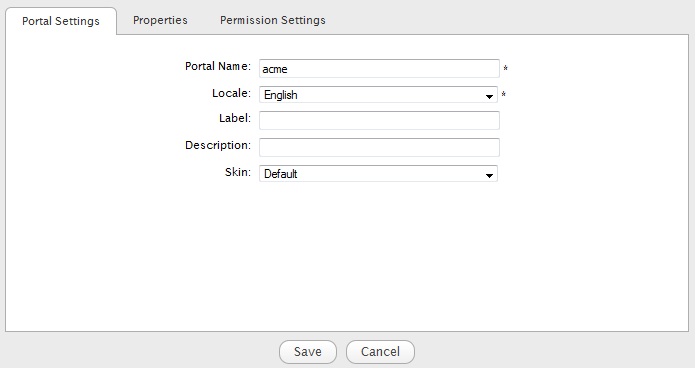 Portal Settings Properties Permission Settings
Portal Name: acme *
Locale: English *
Label:
Description:
Skin: Default
Save Cancel